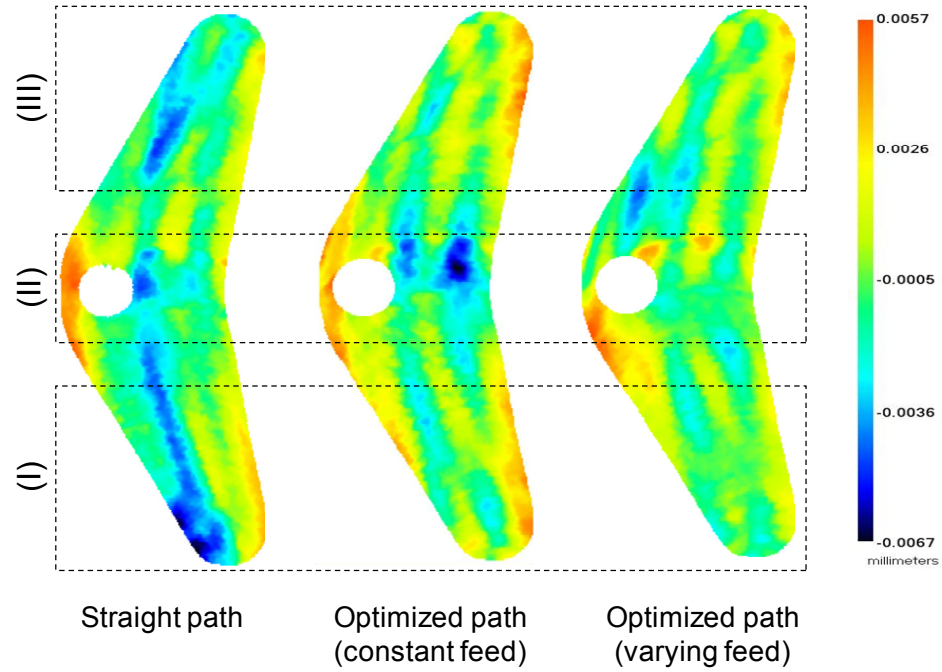 (III)
(II)
(I)
0.0057
0.0026
-0.0005
-0.0036
-0.0067
millimeters
Straight path
Optimized path
(constant feed)
Optimized path
(varying feed)